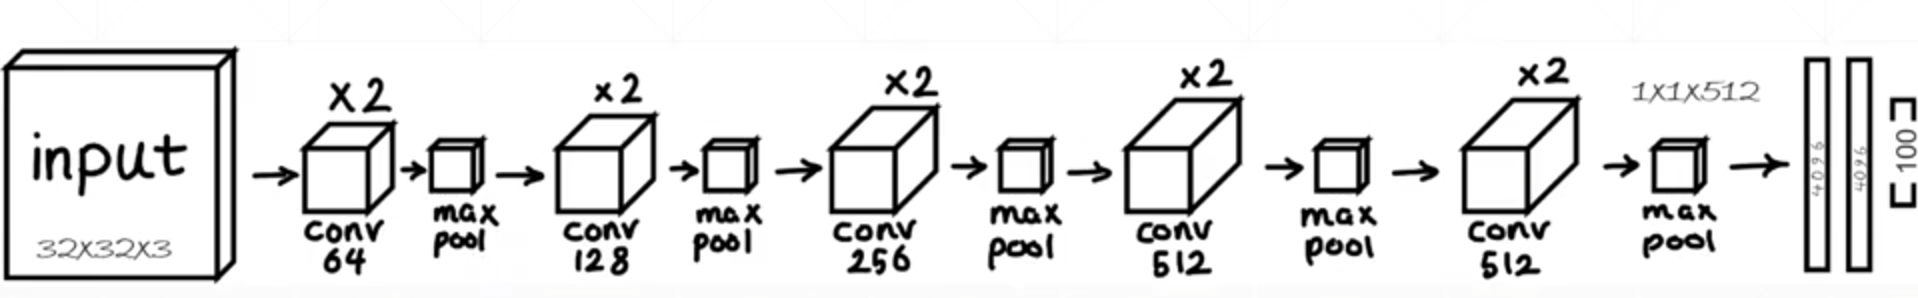 input
32x32x3
x2
conv
64
max
pool
x2
conv
128
max
pool
x2
conv
256
max
pool
x2
conv
512
max
pool
x2
conv
512
1x1x512
max
pool
4096
4096
100